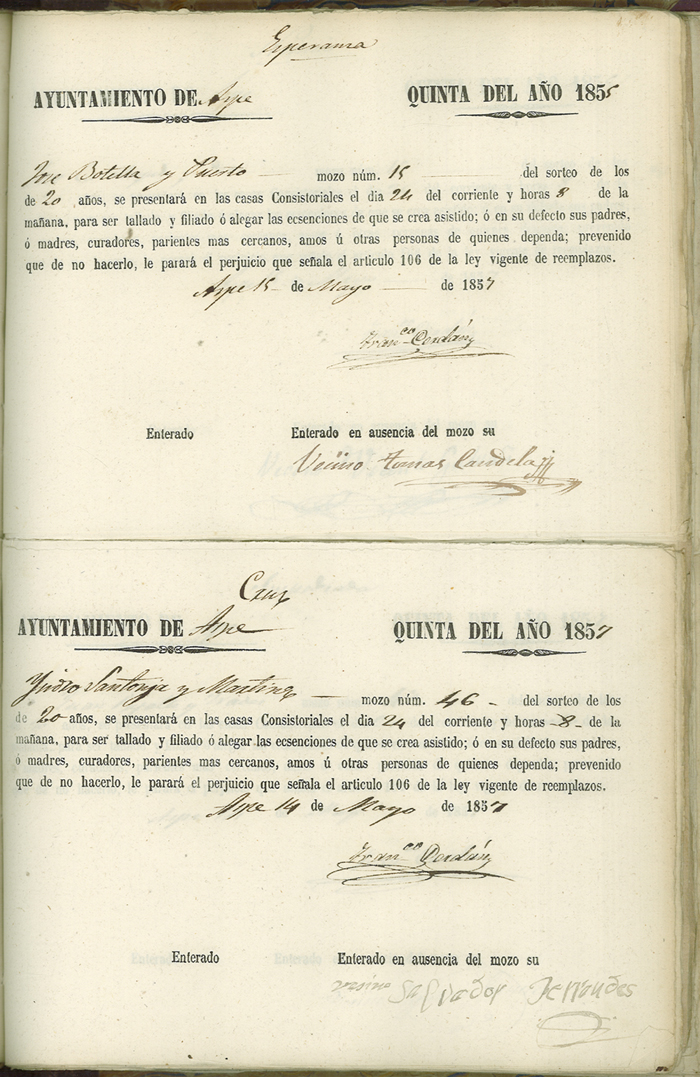 Esperanza
AYUNTAMIENTO DE Aspe QUINTA DEL AÑO 1855
Jose Botella y Puerto mozo núm. 15 del sorteo de los
de 20 años, se presentará en las casas Consistoriales el dia 24 del corriente y horas 8 de la
mañana, para ser tallado y filiado ó alegar las ecsenciones de que se crea asistido; ó en su defecto sus padres,
ó madres, curadores, parientes mas cercanos, amos ú otras personas de quienes dependa; prevenido
que de no hacerlo, le parará el perjuicio que señala el articulo 106 de la ley vigente de reemplazos.
Aspe 15 de Mayo de 1857
Fran.co Cerdán
Enterado Enterado en ausencia del mozo su
Vecino Tomas Candela
Cruz
AYUNTAMIENTO DE Aspe QUINTA DEL AÑO 1857
Ysidro Santonja y Martinez mozo núm. 46 del sorteo de los
de 20 años, se presentará en las casas Consistoriales el dia 24 del corriente y horas 8 de la
mañana, para ser tallado y filiado ó alegar las ecsenciones de que se crea asistido; ó en su defecto sus padres,
ó madres, curadores, parientes mas cercanos, amos ú otras personas de quienes dependa; prevenido
que de no hacerlo, le parará el perjuicio que señala el articulo 106 de la ley vigente de reemplazos.
Aspe 14 de Mayo de 1857
Fran.co Cerdán
Enterado Enterado en ausencia del mozo su
vesino Salvador Fernandes